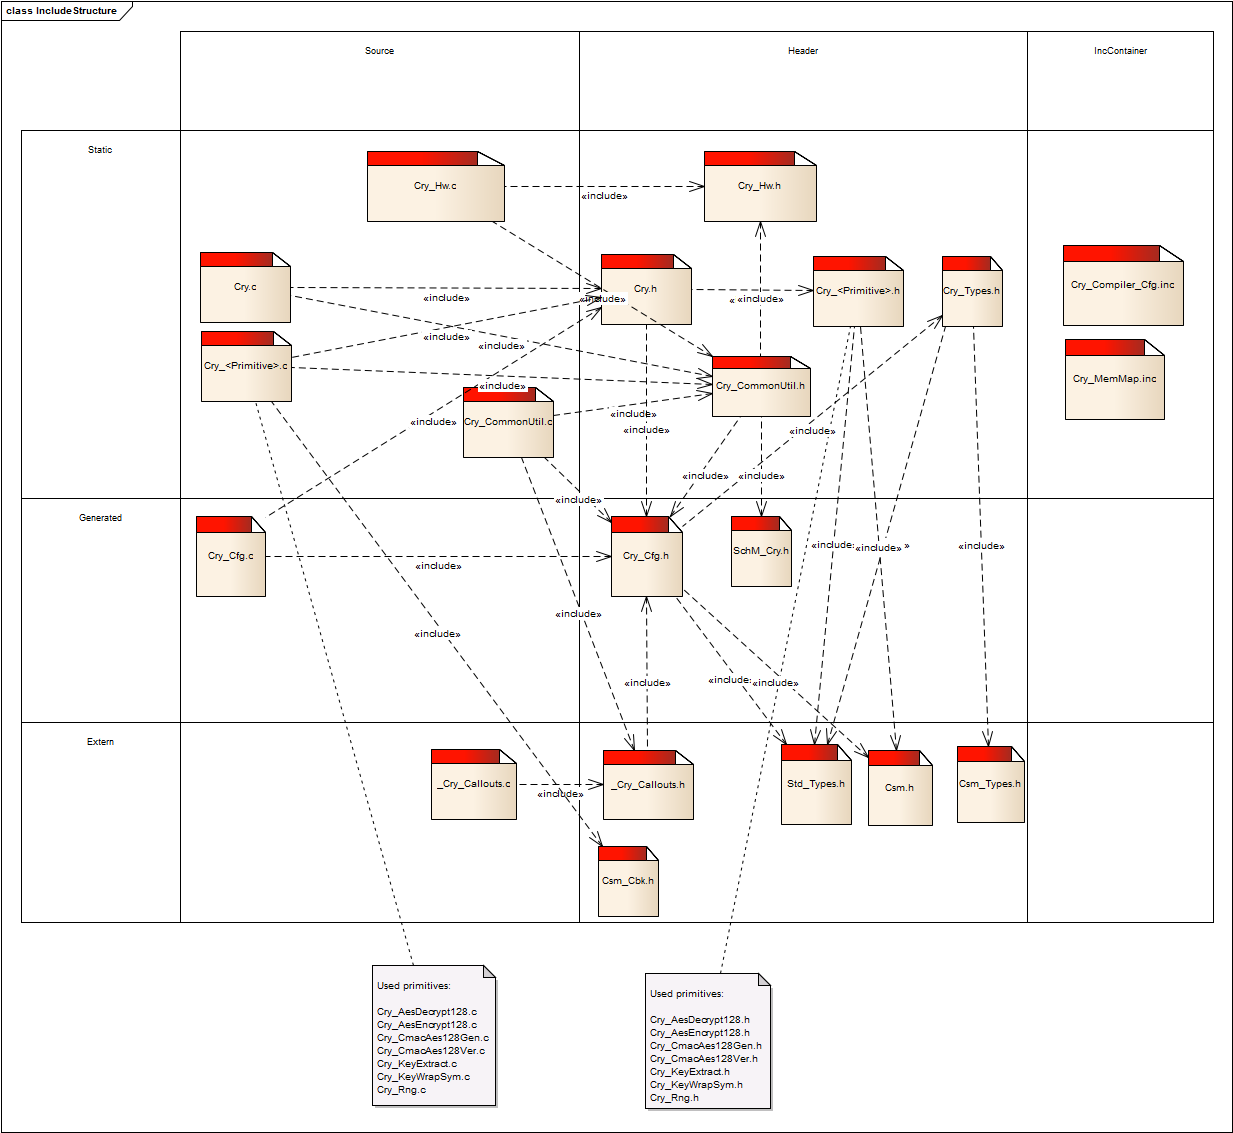 class IncludeStructure
Source
Header
IncContainer
Static
Cry_Hw.c
Cry_Hw.h
«include»
Cry.c
Cry.h
Cry_<Primitive>.h
Cry_Types.h
Cry_Compiler_Cfg.inc
«include»
«include»
« «include»
Cry_<Primitive>.c
«include»
«include»
Cry_CommonUtil.h
Cry_MemMap.inc
«include»
Cry_CommonUtil.c
«include»
«include»
«include»
«include»
«include»
«include»
«include»
Generated
Cry_Cfg.c
Cry_Cfg.h
SchM_Cry.h
«include»
«include:
«include» »
«include»
«include»
«include»
«include»
«include:
«include»
Extern
_Cry_Callouts.c
_Cry_Callouts.h
Std_Types.h
Csm.h
Csm_Types.h
«include»
Csm_Cbk.h
Used primitives:
Cry_AesDecrypt128.c
Cry_AesEncrypt128.c
Cry_CmacAes128Gen.c
Cry_CmacAes128Ver.c
Cry_KeyExtract.c
Cry_KeyWrapSym.c
Cry_Rng.c
Used primitives:
Cry_AesDecrypt128.h
Cry_AesEncrypt128.h
Cry_CmacAes128Gen.h
Cry_CmacAes128Ver.h
Cry_KeyExtract.h
Cry_KeyWrapSym.h
Cry_Rng.h